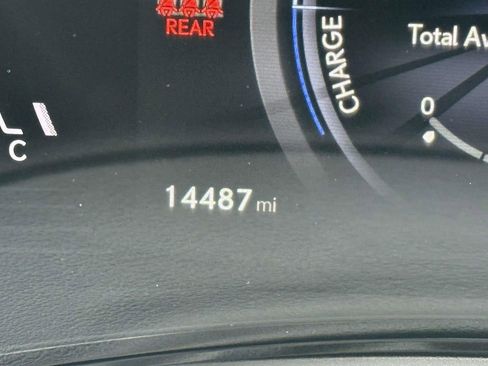 REAR
CHARGE
Total Av
0
C
14487 mi